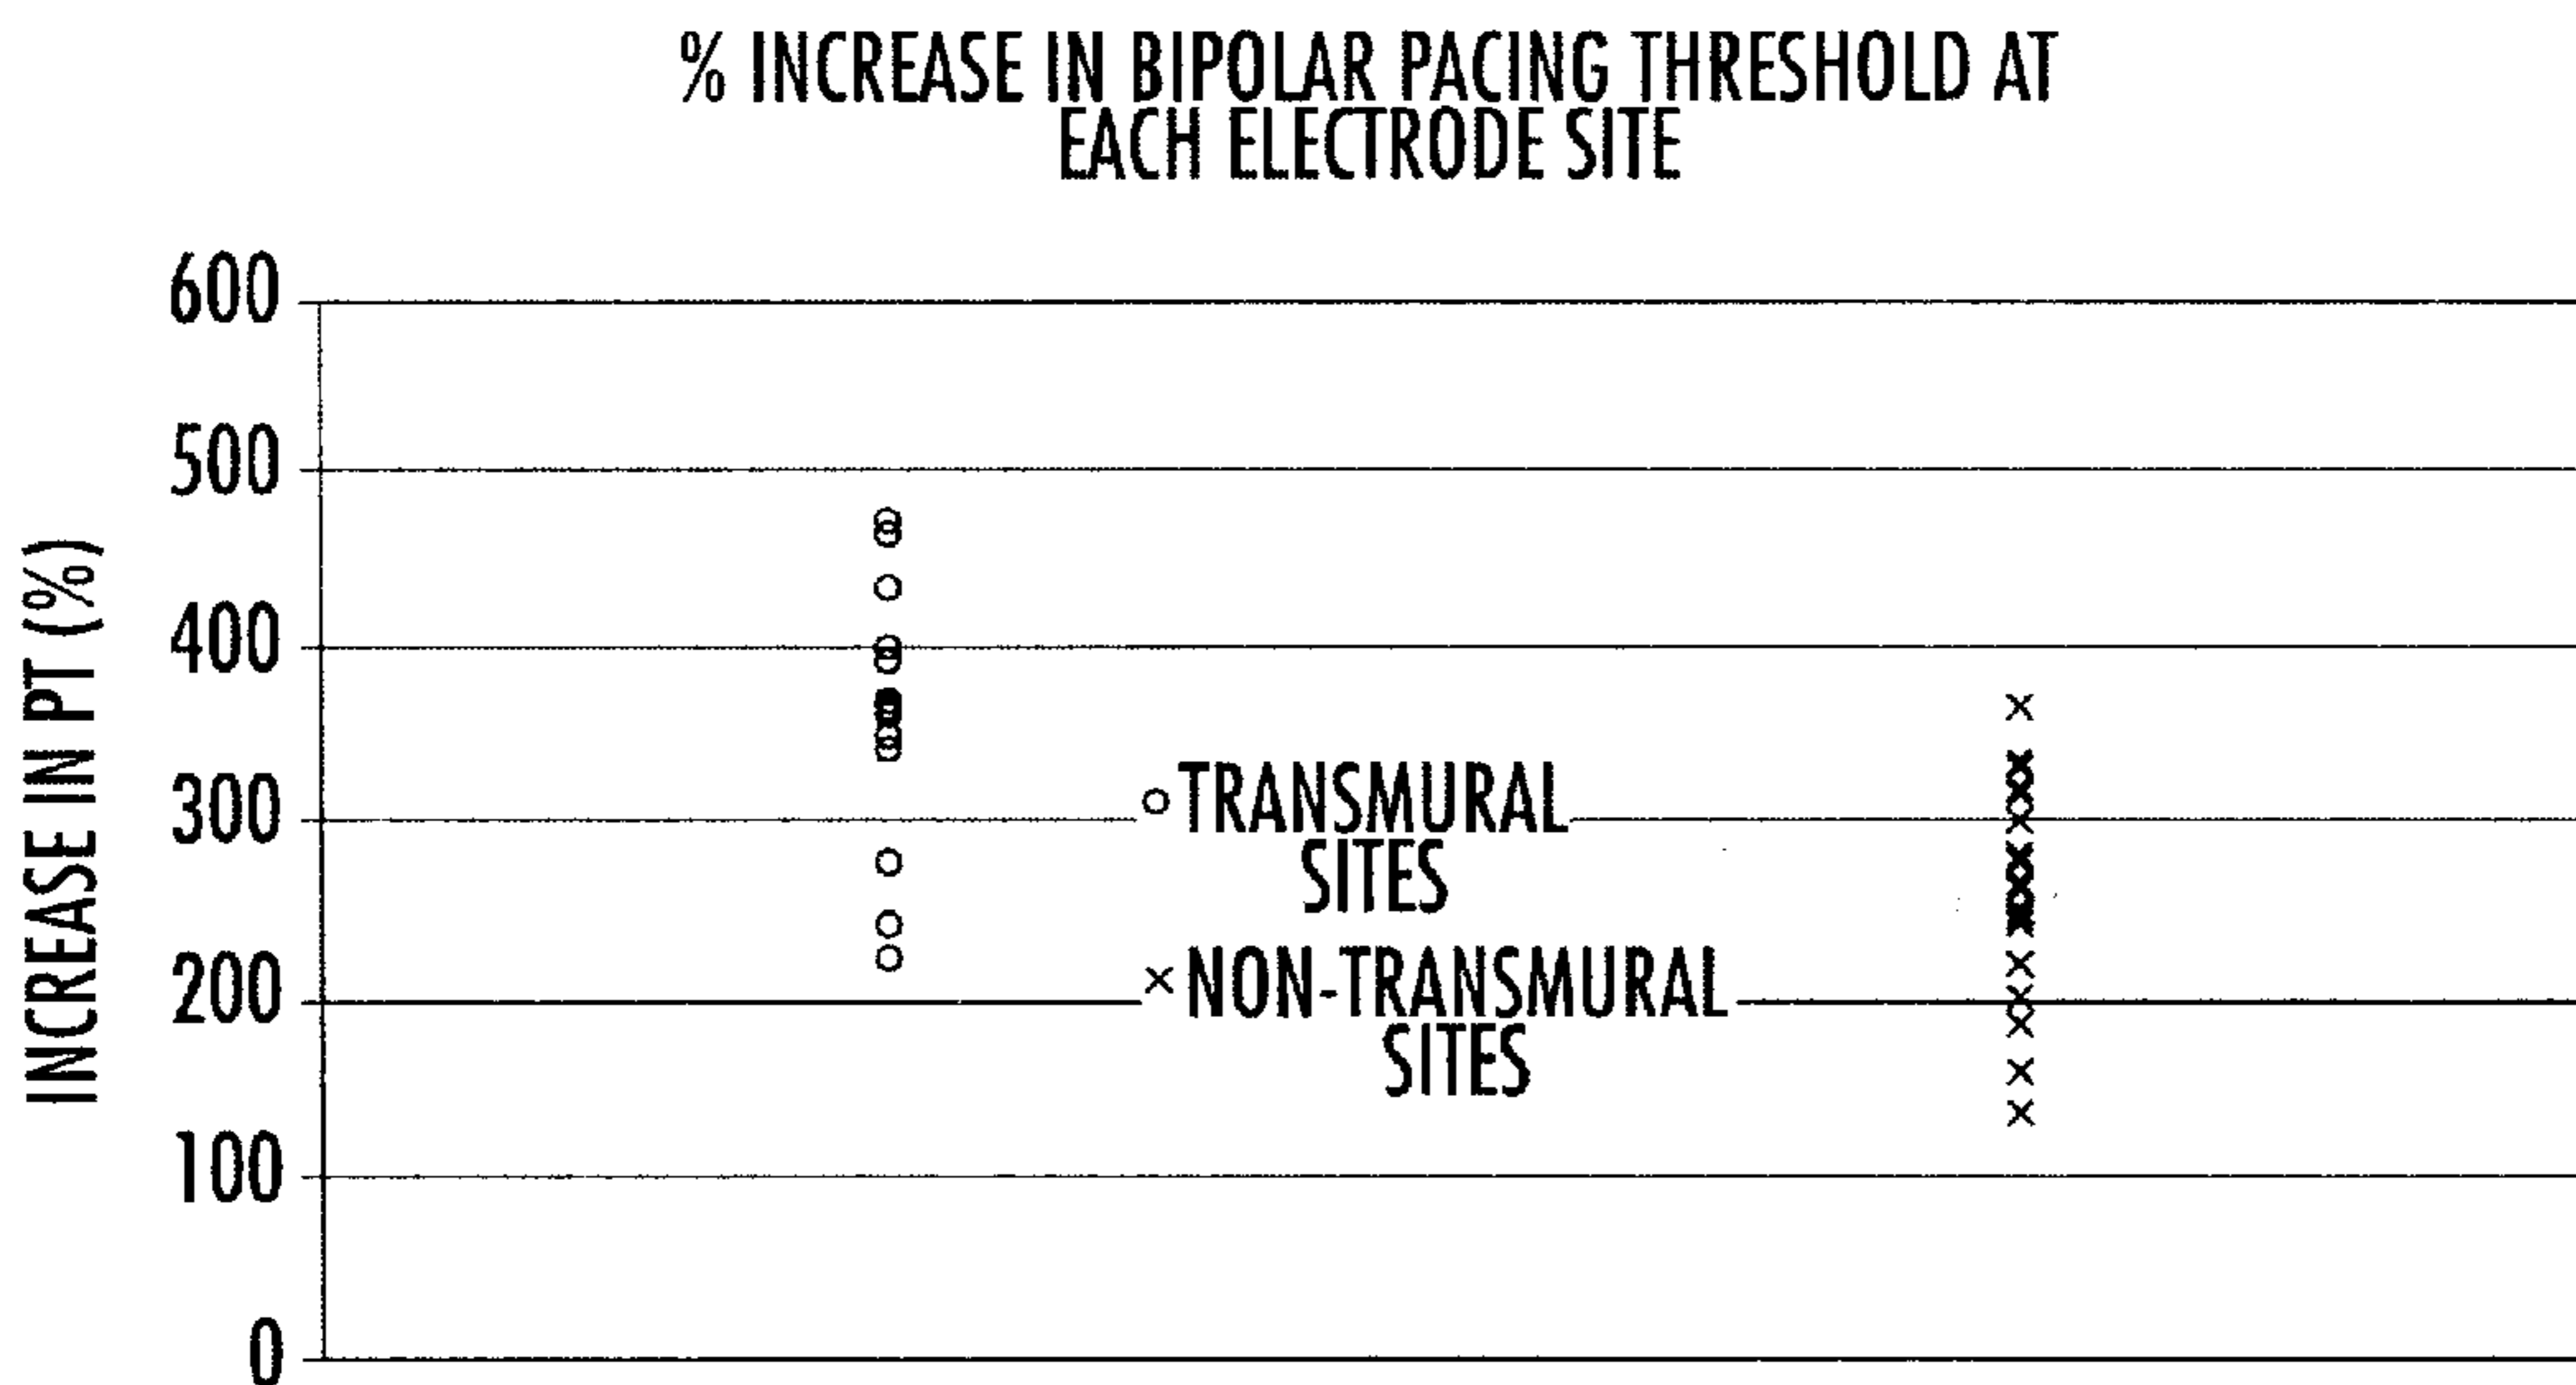 % INCREASE IN BIPOLAR PACING THRESHOLD AT
EACH ELECTRODE SITE
INCREASE IN PT (%)
600
500
400
300
200
100
0
TRANSMURAL
SITES
NON-TRANSMURAL
SITES